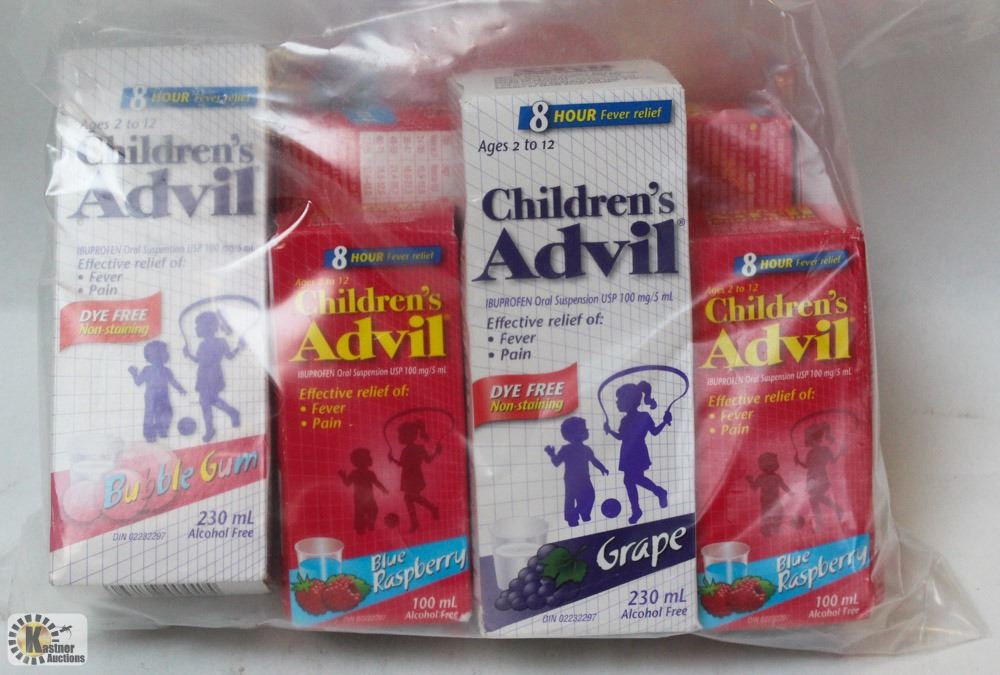 8 HOUR Fever relief
Ages 2 to 12
Children's
Advil
IBUPROFEN Oral Suspension USP 100 mg/5 mL
Effective relief of:
• Fever
• Pain
DYE FREE
Non-staining
Bubble Gum
230 mL
Alcohol Free
DIN 02232297
8 HOUR Fever relief
Ages 2 to 12
Children's
Advil
IBUPROFEN Oral Suspension USP 100 mg/5 mL
Effective relief of:
• Fever
• Pain
Blue
Raspberry
100 mL
Alcohol Free
8 HOUR Fever relief
Ages 2 to 12
Children's
Advil®
IBUPROFEN Oral Suspension USP 100 mg/5 mL
Effective relief of:
• Fever
• Pain
DYE FREE
Non-staining
Grape
230 mL
Alcohol Free
DIN 02232297
8 HOUR Fever relief
Ages 2 to 12
Children's
Advil
IBUPROFEN Oral Suspension USP 100 mg/5 mL
Effective relief of:
• Fever
• Pain
Blue
Raspberry
100 mL
Alcohol Free
Kastner
Auctions